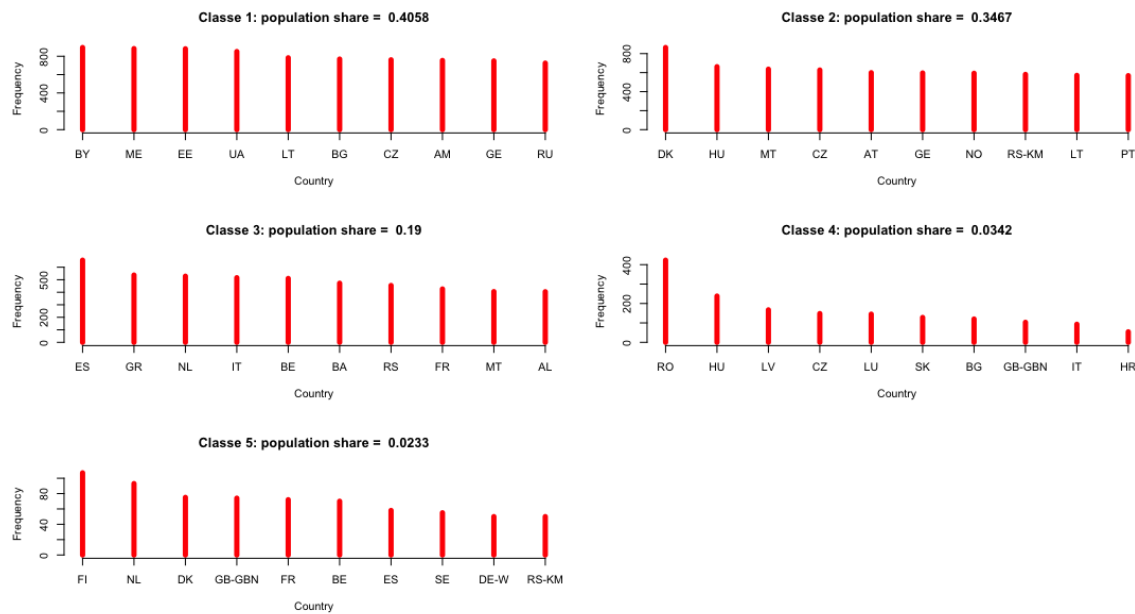 Classe 1: population share =  0.4058
Frequency
0 400 800
BY ME EE UA LT BG CZ AM GE RU
Country
Classe 2: population share =  0.3467
Frequency
0 400 800
DK HU MT CZ AT GE NO RS-KM LT PT
Country
Classe 3: population share =  0.19
Frequency
0 200 500
ES GR NL IT BE BA RS FR MT AL
Country
Classe 4: population share =  0.0342
Frequency
0 200 400
RO HU LV CZ LU SK BG GB-GBN IT HR
Country
Classe 5: population share =  0.0233
Frequency
0 40 80
FI NL DK GB-GBN FR BE ES SE DE-W RS-KM
Country